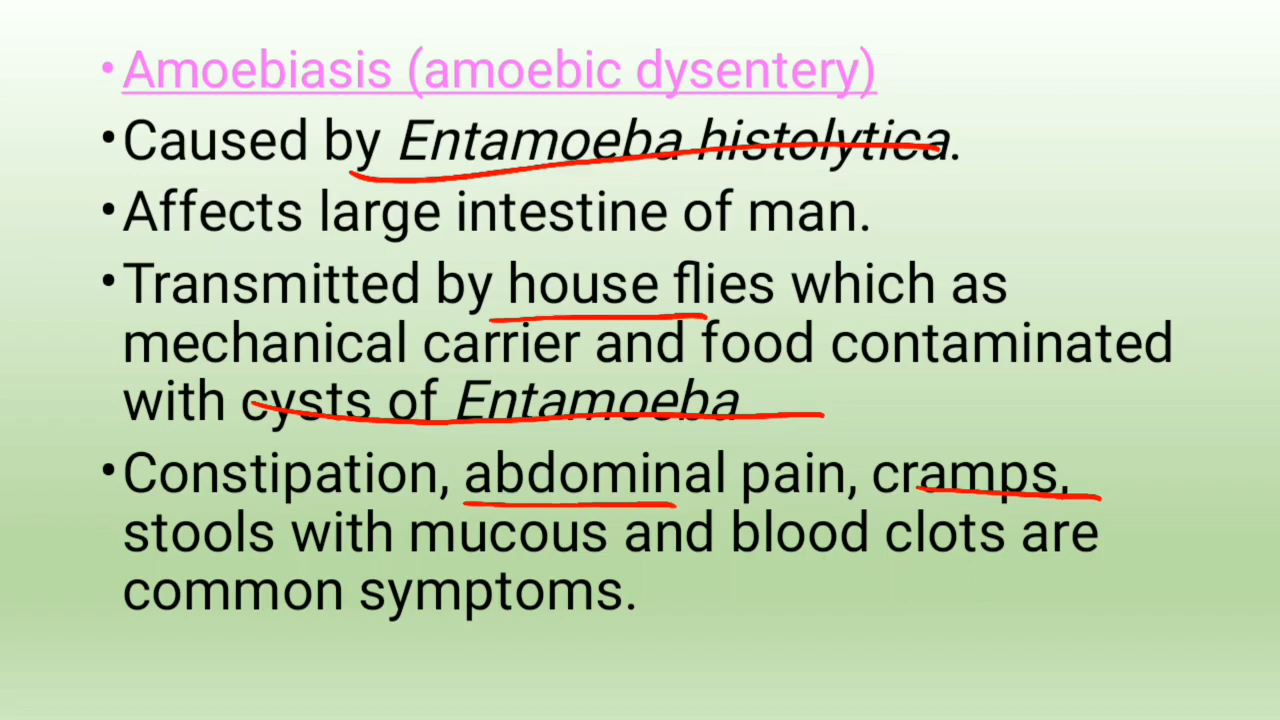 •Amoebiasis (amoebic dysentery)
•Caused by Entamoeba histolytica.
•Affects large intestine of man.
•Transmitted by house flies which as
mechanical carrier and food contaminated
with cysts of Entamoeba
•Constipation, abdominal pain, cramps,
stools with mucous and blood clots are
common symptoms.